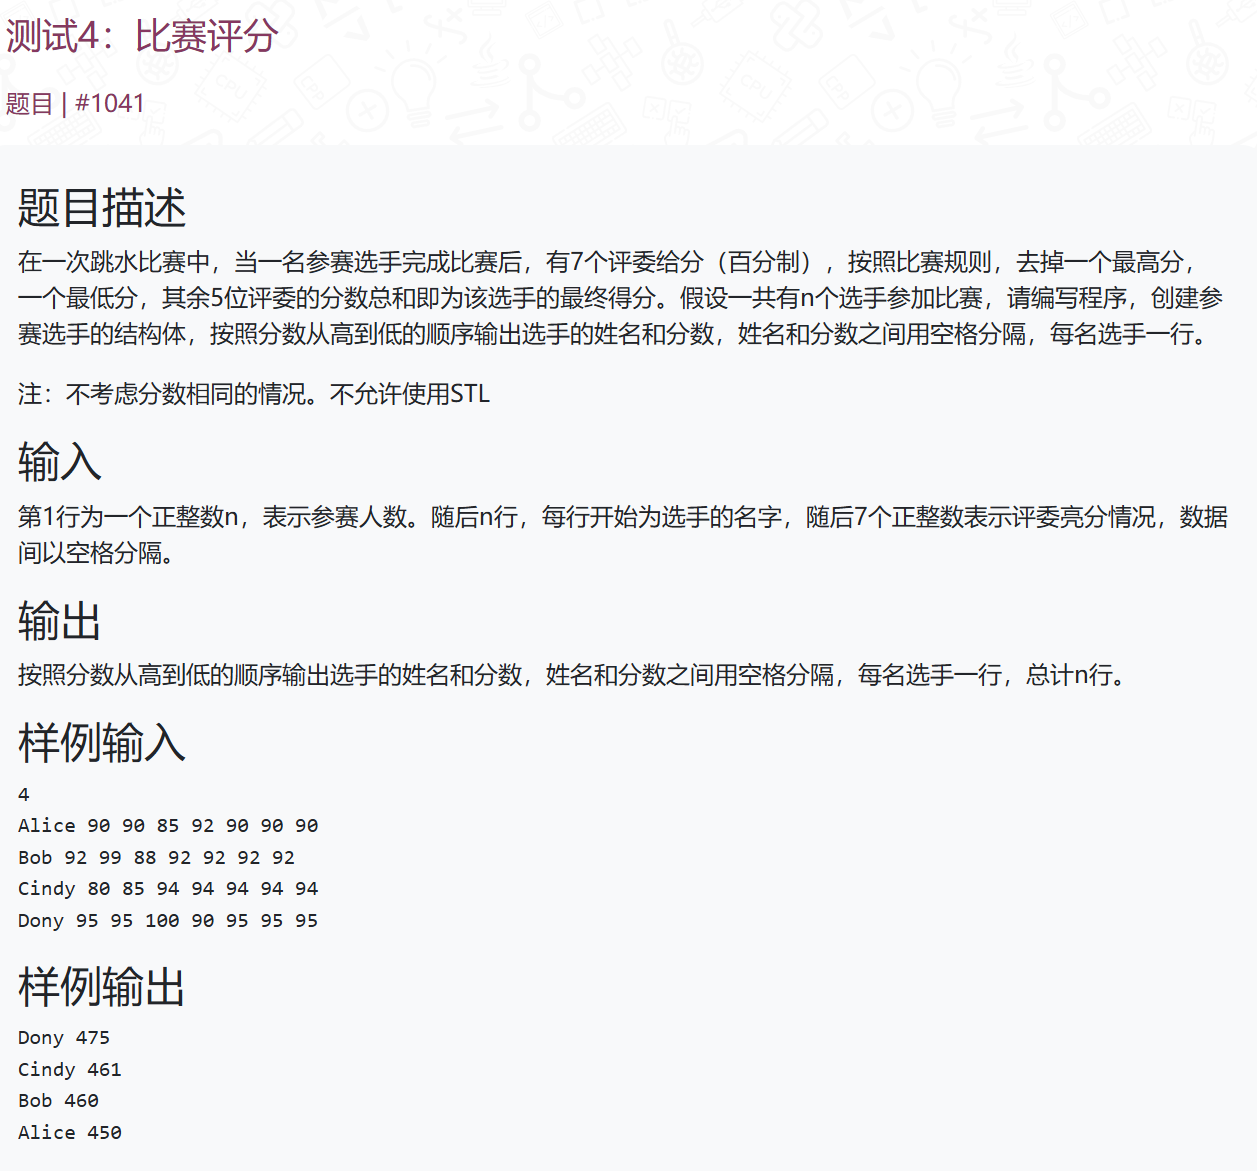 测试4：比赛评分
题目 | #1041
题目描述
在一次跳水比赛中，当一名参赛选手完成比赛后，有7个评委给分（百分制），按照比赛规则，去掉一个最高分，
一个最低分，其余5位评委的分数总和即为该选手的最终得分。假设一共有n个选手参加比赛，请编写程序，创建参
赛选手的结构体，按照分数从高到低的顺序输出选手的姓名和分数，姓名和分数之间用空格分隔，每名选手一行。
注：不考虑分数相同的情况。不允许使用STL
输入
第1行为一个正整数n，表示参赛人数。随后n行，每行开始为选手的名字，随后7个正整数表示评委亮分情况，数据
间以空格分隔。
输出
按照分数从高到低的顺序输出选手的姓名和分数，姓名和分数之间用空格分隔，每名选手一行，总计n行。
样例输入
4
Alice 90 90 85 92 90 90 90
Bob 92 99 88 92 92 92 92
Cindy 80 85 94 94 94 94 94
Dony 95 95 100 90 95 95 95
样例输出
Dony 475
Cindy 461
Bob 460
Alice 450